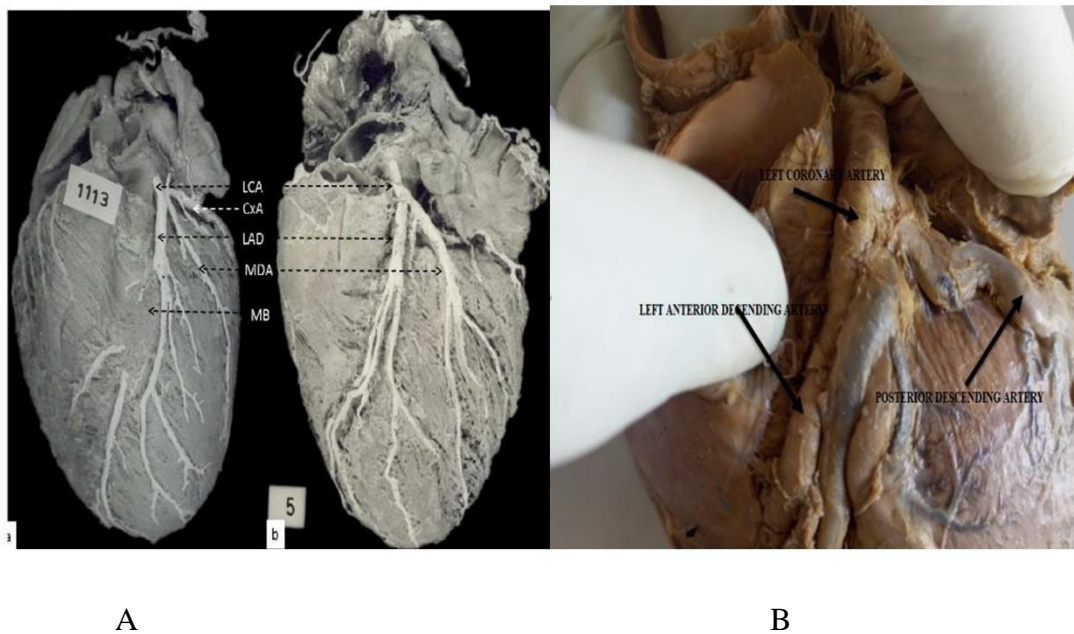 1113
LCA
CxA
LAD
MDA
MB
5
a
b
LEFT CORONARY ARTERY
LEFT ANTERIOR DESCENDING ARTERY
POSTERIOR DESCENDING ARTERY
A
B